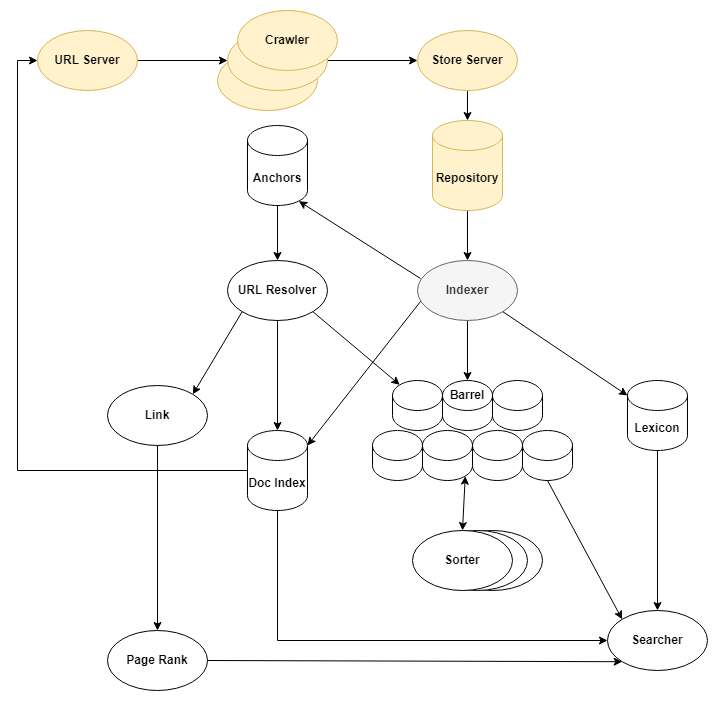 Crawler
URL Server
Store Server
Anchors
Repository
URL Resolver
Indexer
Barrel
Link
Lexicon
Doc Index
Sorter
Searcher
Page Rank